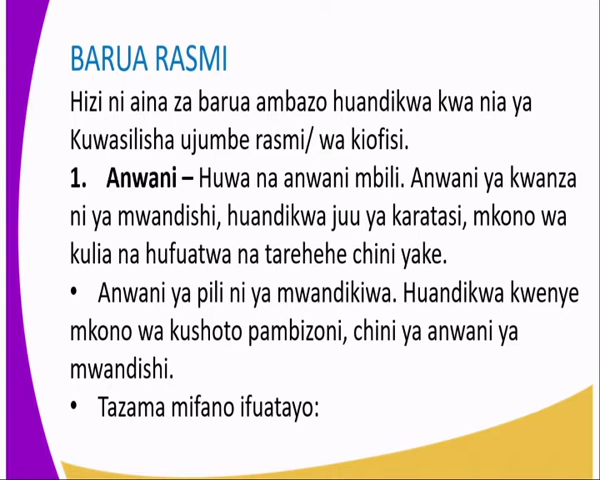 BARUA RASMI
Hizi ni aina za barua ambazo huandikwa kwa nia ya
Kuwasilisha ujumbe rasmi/ wa kiofisi.
1. Anwani – Huwa na anwani mbili. Anwani ya kwanza
ni ya mwandishi, huandikwa juu ya karatasi, mkono wa
kulia na hufuatwa na tarehehe chini yake.
• Anwani ya pili ni ya mwandikiwa. Huandikwa kwenye
mkono wa kushoto pambizoni, chini ya anwani ya
mwandishi.
• Tazama mifano ifuatayo: